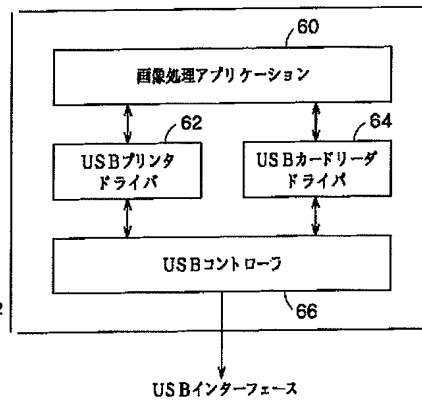 60
画像処理アプリケーション
62
64
USBプリンタ
ドライバ
USBカードリーダ
ドライバ
USBコントローラ
66
USBインターフェース